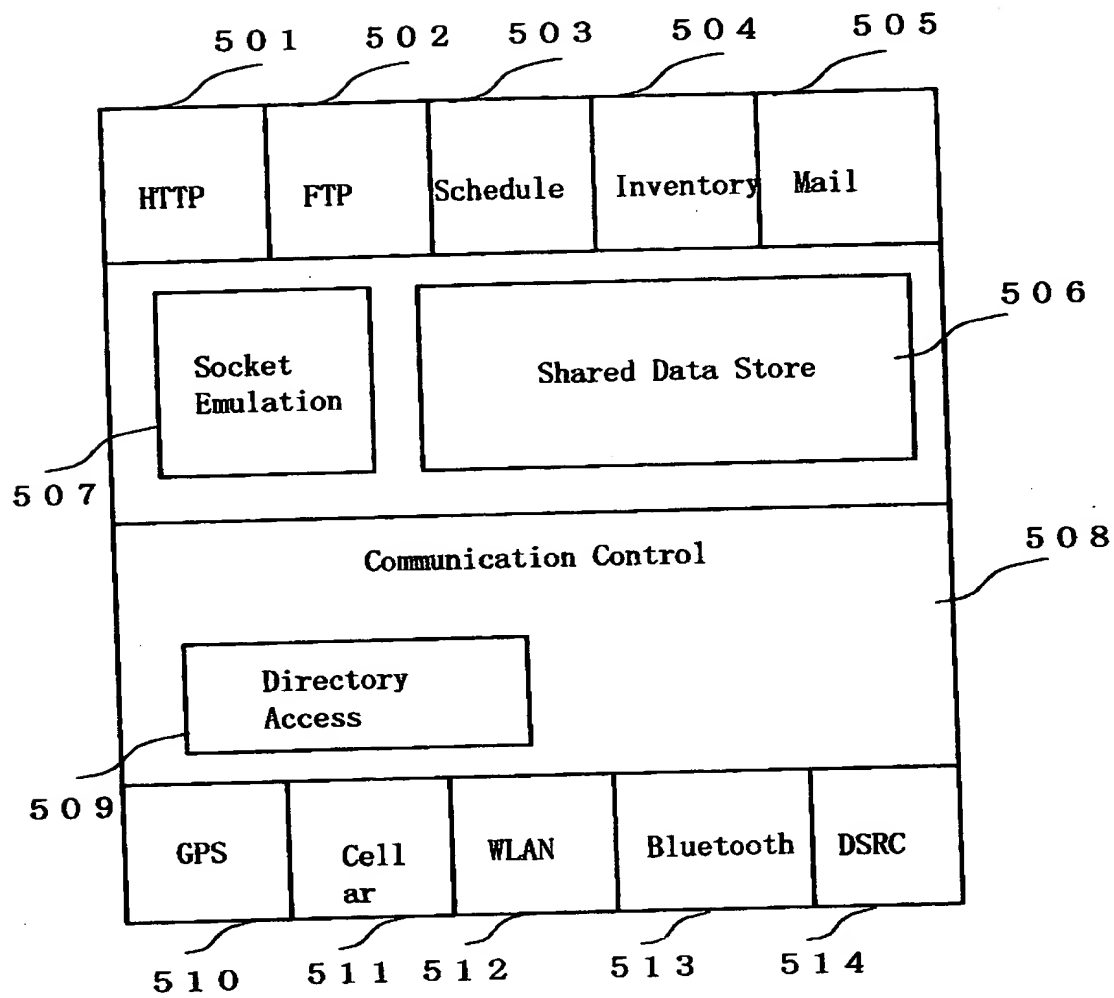 501 502 503 504 505
HTTP FTP Schedule Inventory Mail
506
Socket
Emulation
Shared Data Store
507
508
Communication Control
Directory
Access
509
GPS Cell
ar WLAN Bluetooth DSRC
510 511 512 513 514